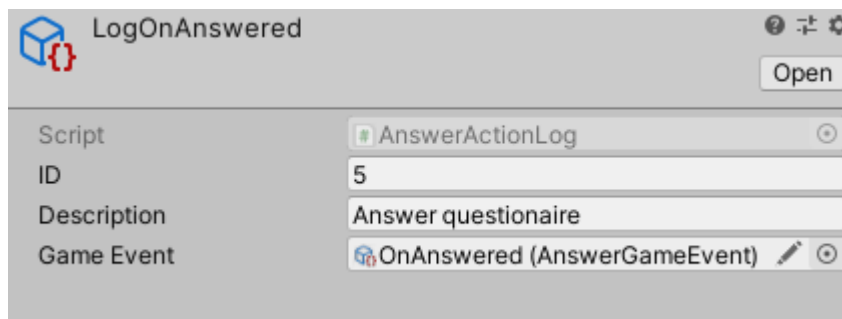 LogOnAnswered
Open
Script # AnswerActionLog
ID 5
Description Answer questionaire
Game Event OnAnswered (AnswerGameEvent)